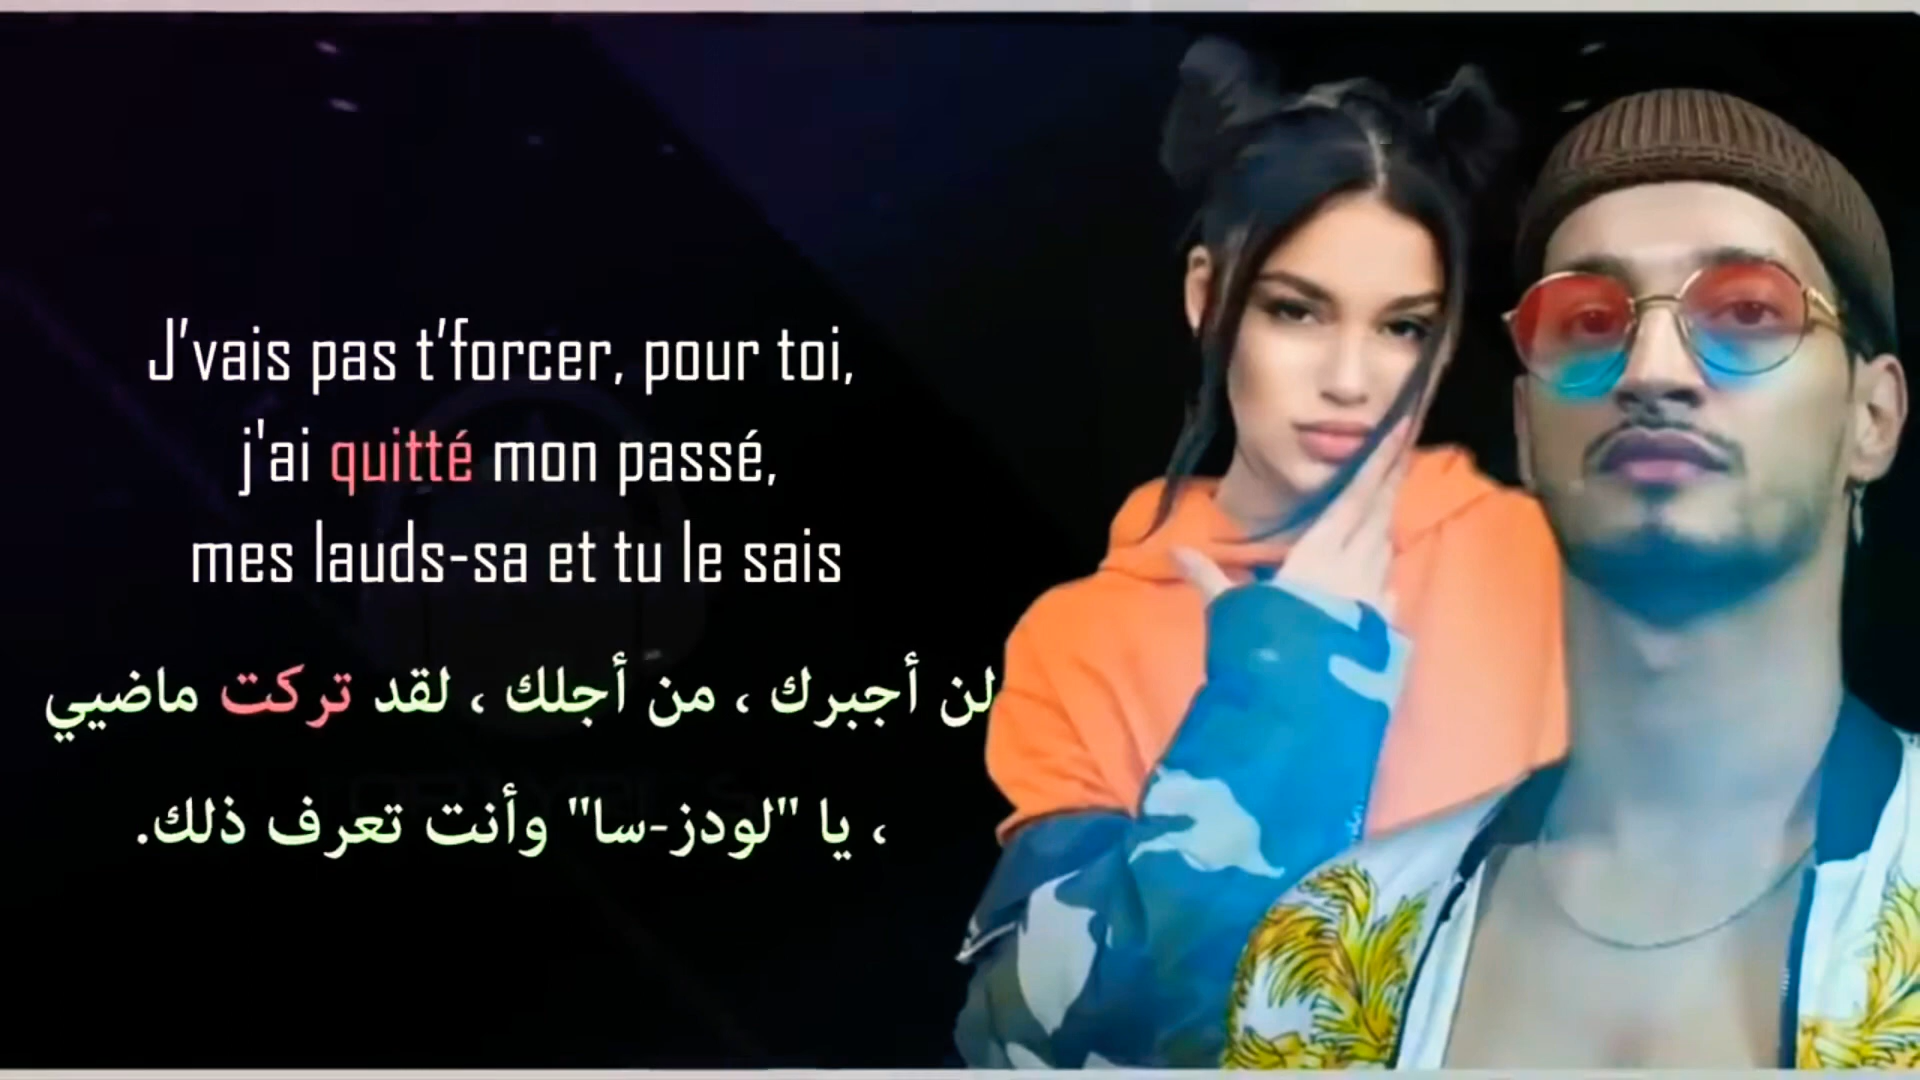 J'vais pas t'forcer, pour toi,
j'ai quitté mon passé,
mes lauds-sa et tu le sais
لن أجبرك ، من أجلك ، لقد تركت ماضيي
، يا "لودز-سا" وأنت تعرف ذلك.